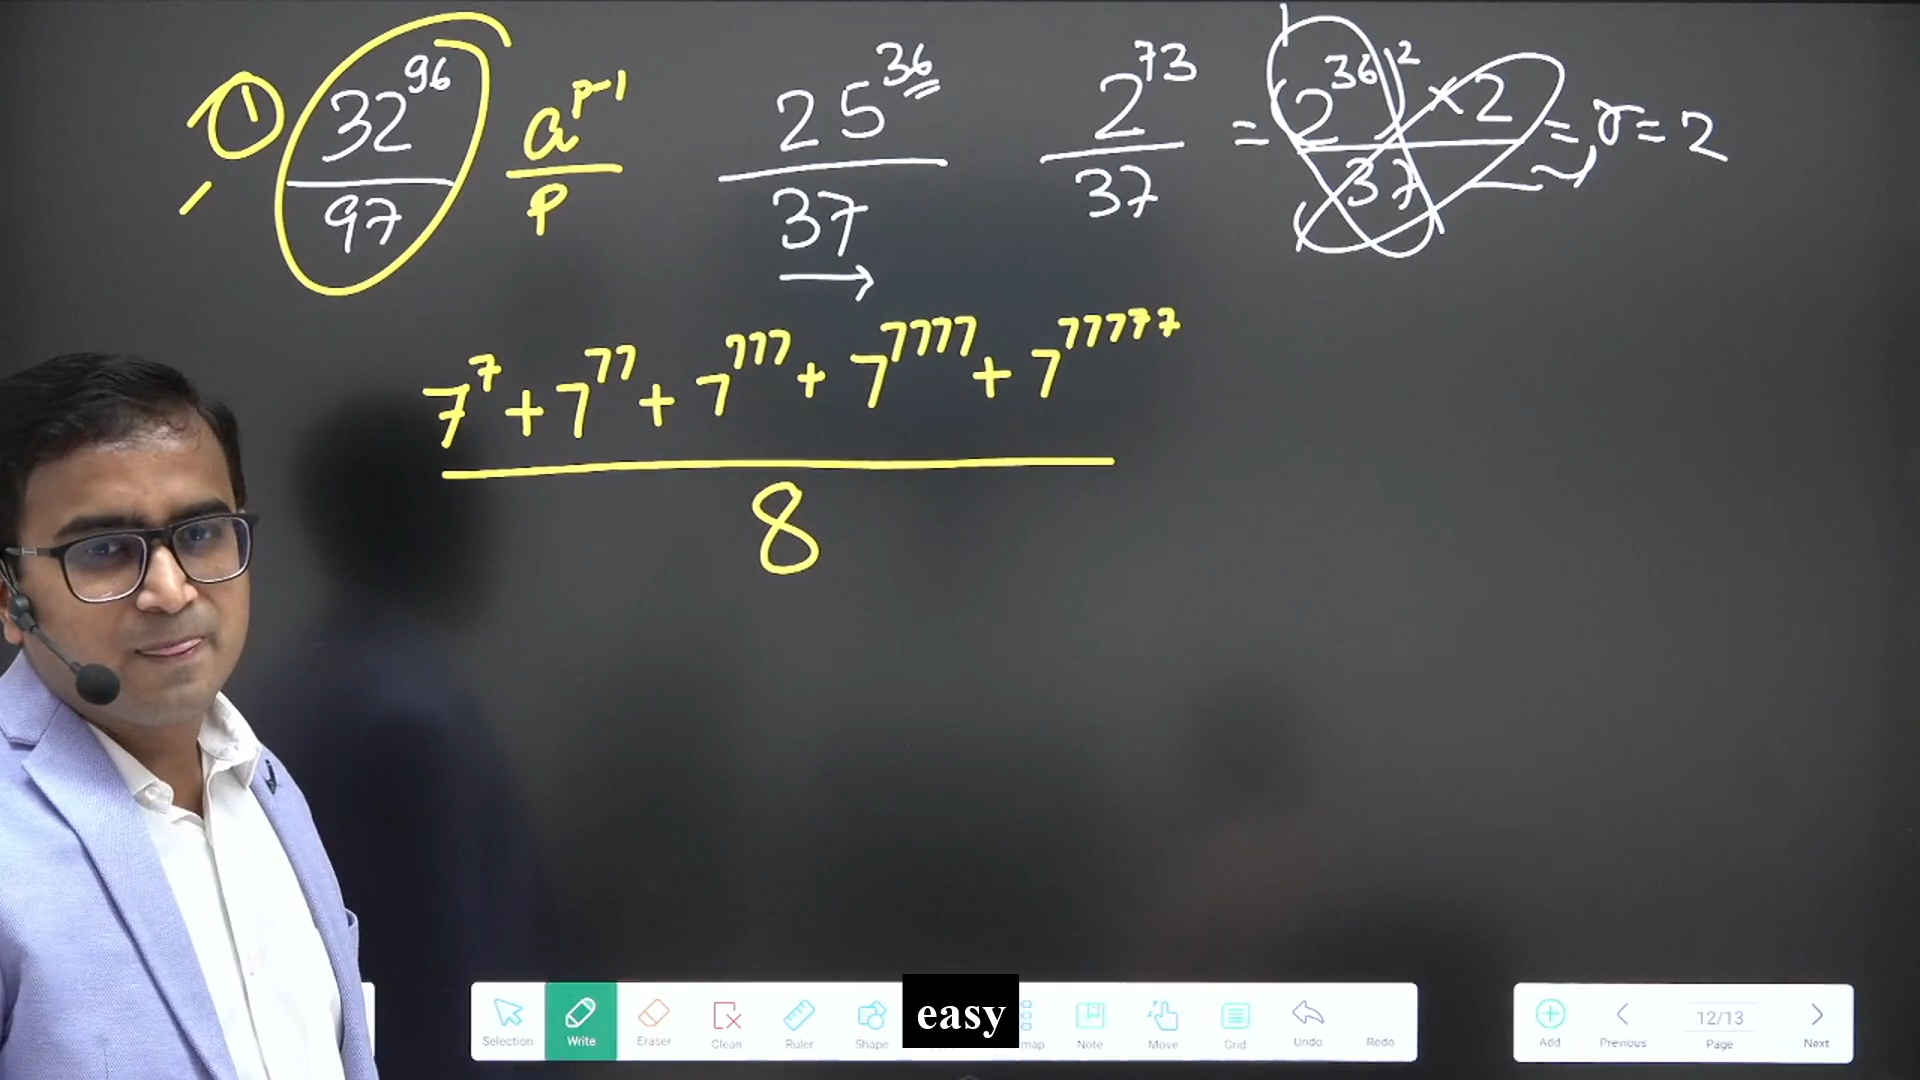 ① 32^96/97 a^(p-1)/p 25^36/37 2^73/37 = (2^36)^2 × 2/37 = r = 2
7^7 + 7^77 + 7^777 + 7^7777 + 7^77777
8
easy
Selection Write Eraser Clean Ruler Shape map Note Move Grid Undo Redo
Add Previous 12/13 Page Next